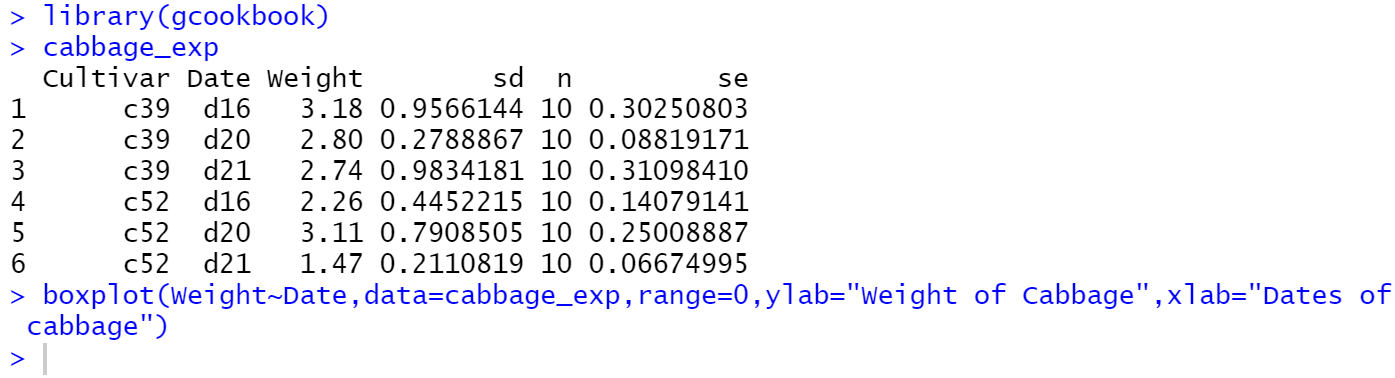 > library(gcookbook)
> cabbage_exp
  Cultivar Date Weight        sd  n         se
1      c39  d16   3.18 0.9566144 10 0.30250803
2      c39  d20   2.80 0.2788867 10 0.08819171
3      c39  d21   2.74 0.9834181 10 0.31098410
4      c52  d16   2.26 0.4452215 10 0.14079141
5      c52  d20   3.11 0.7908505 10 0.25008887
6      c52  d21   1.47 0.2110819 10 0.06674995
> boxplot(Weight~Date,data=cabbage_exp,range=0,ylab="Weight of Cabbage",xlab="Dates of
 cabbage")
>